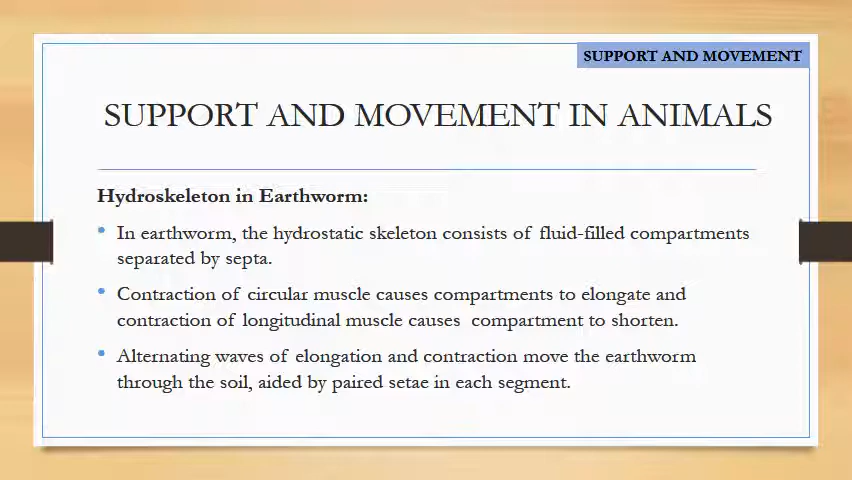 SUPPORT AND MOVEMENT
SUPPORT AND MOVEMENT IN ANIMALS
Hydroskeleton in Earthworm:
• In earthworm, the hydrostatic skeleton consists of fluid-filled compartments
separated by septa.
• Contraction of circular muscle causes compartments to elongate and
contraction of longitudinal muscle causes compartment to shorten.
• Alternating waves of elongation and contraction move the earthworm
through the soil, aided by paired setae in each segment.